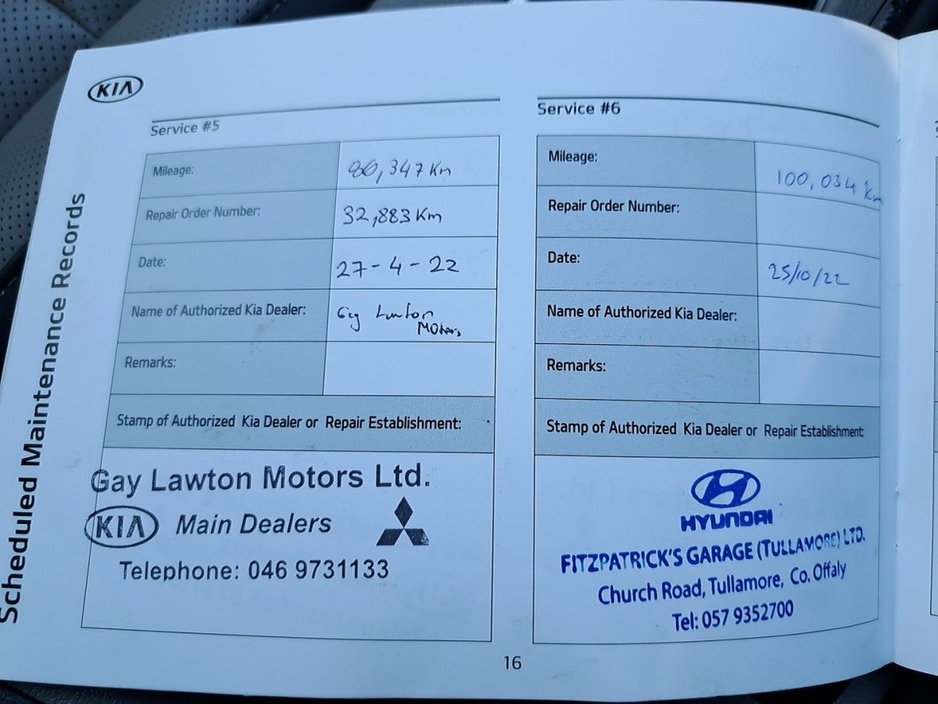 KIA
Scheduled Maintenance Records
Service #5
Mileage: 80,347 Km
Repair Order Number: 32,883 Km
Date: 27-4-22
Name of Authorized Kia Dealer: Gay Lawton Motors
Remarks:
Stamp of Authorized Kia Dealer or Repair Establishment:
Gay Lawton Motors Ltd.
KIA Main Dealers
Telephone: 046 9731133
Service #6
Mileage: 100,034 km
Repair Order Number:
Date: 25/10/22
Name of Authorized Kia Dealer:
Remarks:
Stamp of Authorized Kia Dealer or Repair Establishment:
HYUNDAI
FITZPATRICK'S GARAGE (TULLAMORE) LTD.
Church Road, Tullamore, Co. Offaly
Tel: 057 9352700
16